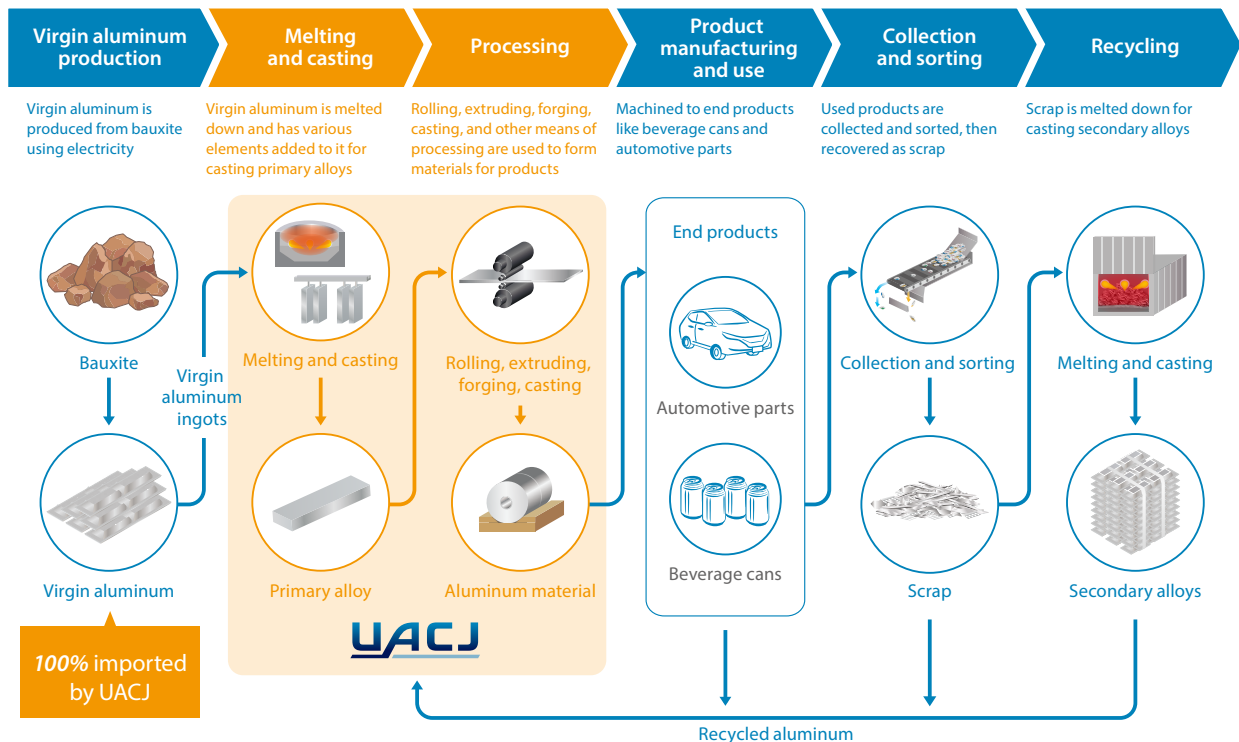 Virgin aluminum
production
Melting
and casting
Processing
Product
manufacturing
and use
Collection
and sorting
Recycling
Virgin aluminum is
produced from bauxite
using electricity
Virgin aluminum is melted
down and has various
elements added to it for
casting primary alloys
Rolling, extruding, forging,
casting, and other means of
processing are used to form
materials for products
Machined to end products
like beverage cans and
automotive parts
Used products are
collected and sorted, then
recovered as scrap
Scrap is melted down for
casting secondary alloys
Bauxite
Virgin
aluminum
ingots
Melting and casting
Rolling, extruding,
forging, casting
End products
Automotive parts
Beverage cans
Collection and sorting
Melting and casting
Virgin aluminum
Primary alloy
Aluminum material
Scrap
Secondary alloys
UACJ
100% imported
by UACJ
Recycled aluminum